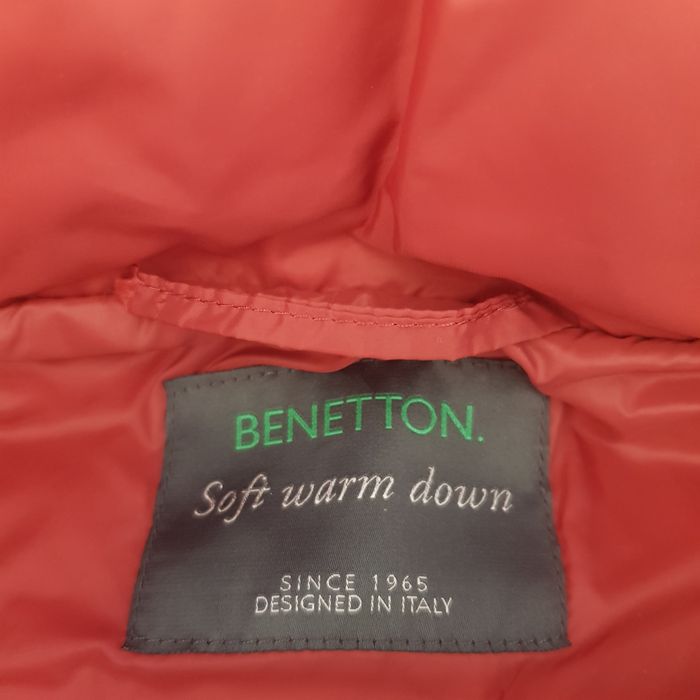 BENETTON.
Soft warm down
SINCE 1965
DESIGNED IN ITALY